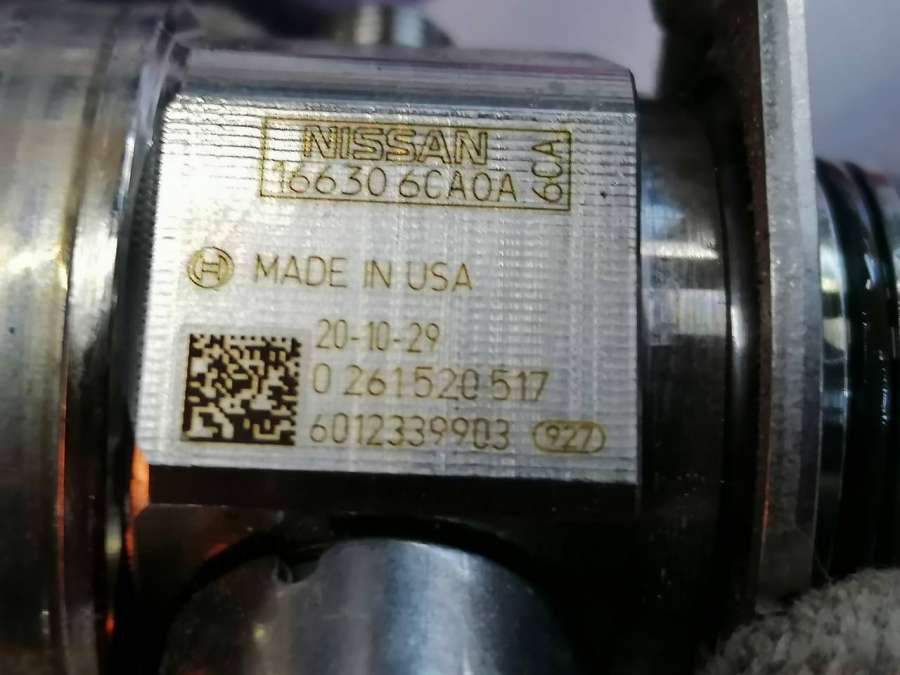 NISSAN
16630 6CA0A 6CA
MADE IN USA
20-10-29
0 261 520 517
6012339903 927